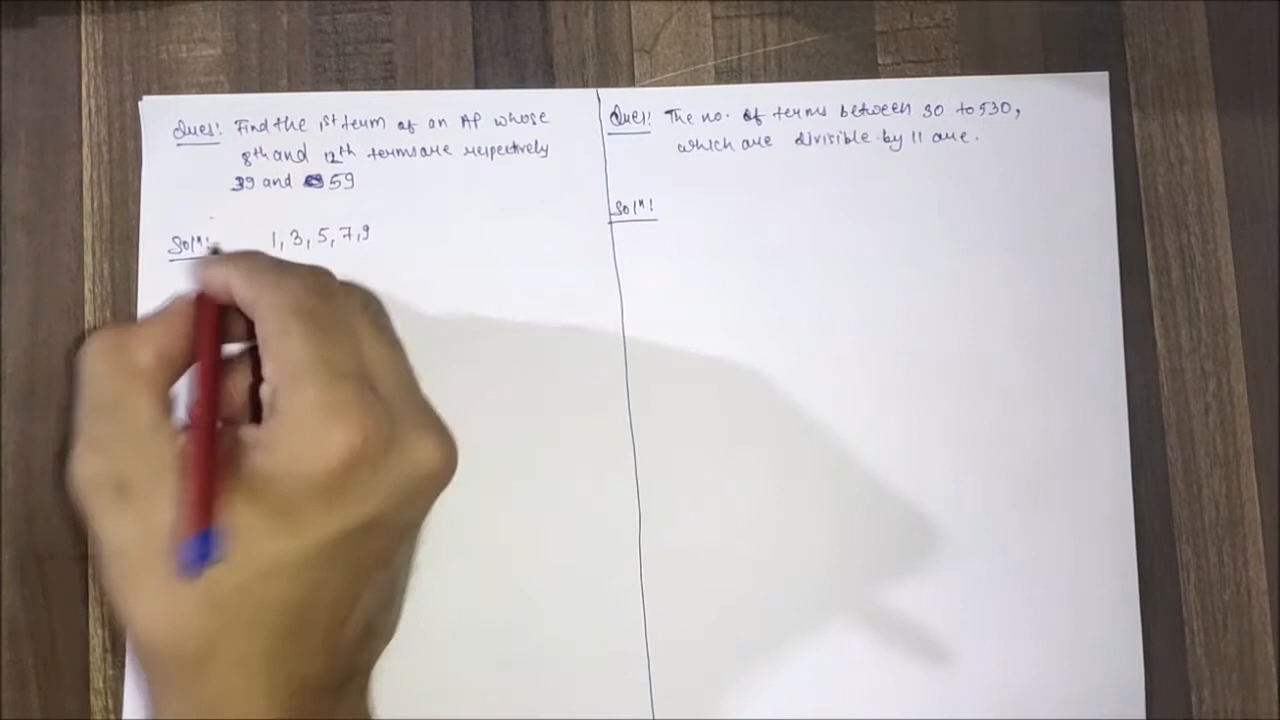 Ques: Find the 1st term of an AP whose
8th and 12th terms are respectively
39 and 59
Soln: 1, 3, 5, 7, 9
Ques: The no. of terms between 30 to 530,
which are divisible by 11 are.
Soln: